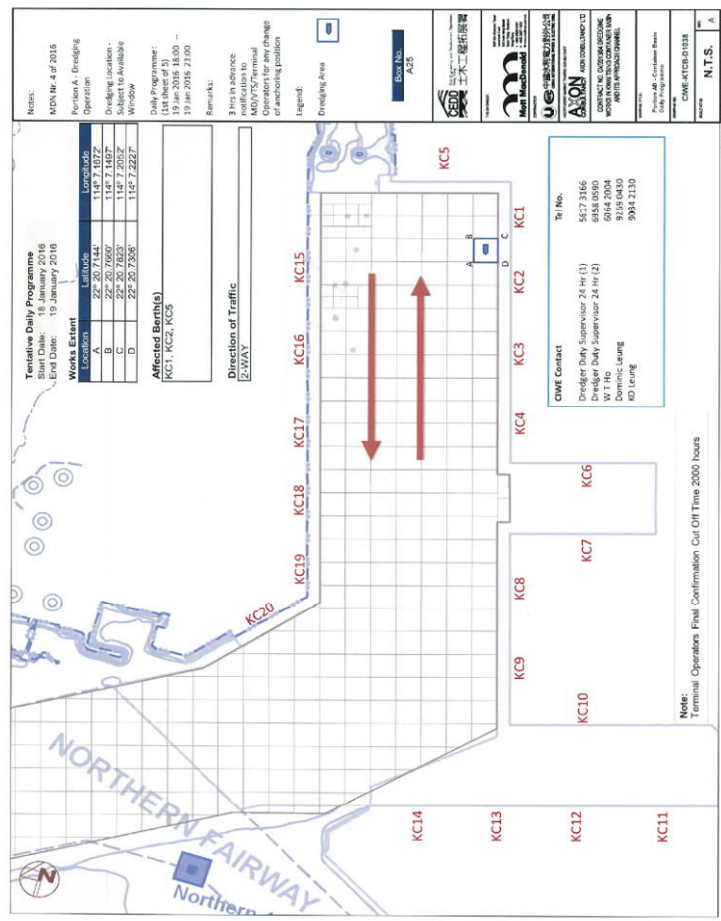 Tentative Daily Programme
Start Date: 18 January 2016
End Date: 19 January 2016
Works Extent
Location Latitude Longitude
A 22° 20.7144' 114° 7.1672'
B 22° 20.7660' 114° 7.1497'
C 22° 20.7823' 114° 7.2052'
D 22° 20.7306' 114° 7.2227'
Affected Berth(s)
KC1, KC2, KC5
Direction of Traffic
2-WAY
Notes:
MDN Nr. 4 of 2016
Portion A - Dredging
Operation
Dredging Location -
Subject to Available
Window
Daily Programme:
(1st sheet of 5)
19 Jan 2016 18:00 –
19 Jan 2016 23:00
Remarks:
3 hrs in advance
notification to
MD/VTS/Terminal
Operators for any change
of anchoring position
Legend:
Dredging Area
Box No.
A25
CEDD 土木工程拓展署
Mott MacDonald
AXON
CONSULTANCY
Portion AB - Container Basin
Daily Programme
CIWE-KTCB-D1038
N.T.S.
A
KC20
KC19
KC18
KC17
KC16
KC15
KC5
A
B
C
D
KC1
KC2
KC3
KC4
KC6
KC7
KC8
KC9
KC10
KC14
KC13
KC12
KC11
NORTHERN FAIRWAY
Northern
N
CIWE Contact Tel No.
Dredger Duty Supervisor 24 Hr (1) 5617 3166
Dredger Duty Supervisor 24 Hr (2) 6958 0590
W T Ho 6064 2004
Dominic Leung 9259 0430
KO Leung 9034 2130
Note:
Terminal Operators Final Confirmation Cut Off Time 2000 hours